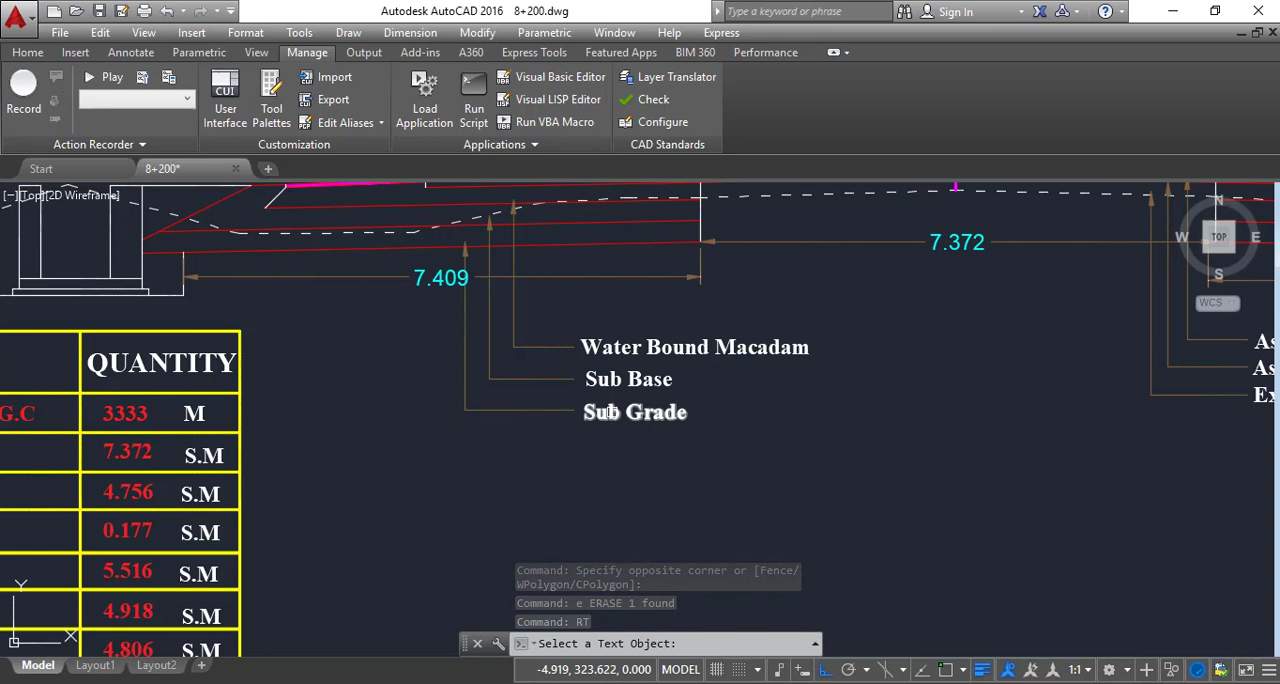 Autodesk AutoCAD 2016 8+200.dwg
Type a keyword or phrase
Sign In
File Edit View Insert Format Tools Draw Dimension Modify Parametric Window Help Express
Home Insert Annotate Parametric View Manage Output Add-ins A360 Express Tools Featured Apps BIM 360 Performance
Record
Play
Action Recorder
CUI
User
Interface
Tool
Palettes
Import
Export
Edit Aliases
Customization
Load
Application
Run
Script
Visual Basic Editor
Visual LISP Editor
Run VBA Macro
Applications
Layer Translator
Check
Configure
CAD Standards
Start
8+200*
[−][Top][2D Wireframe]
N
W TOP E
S
WCS
7.372
7.409
Water Bound Macadam
Sub Base
Sub Grade
As
As
Ex
QUANTITY
G.C 3333 M
7.372 S.M
4.756 S.M
0.177 S.M
5.516 S.M
4.918 S.M
4.806 S.M
Y
X
Command: Specify opposite corner or [Fence/
WPolygon/CPolygon]:
Command: e ERASE 1 found
Command: RT
Select a Text Object:
Model Layout1 Layout2 +
-4.919, 323.622, 0.000 MODEL 1:1